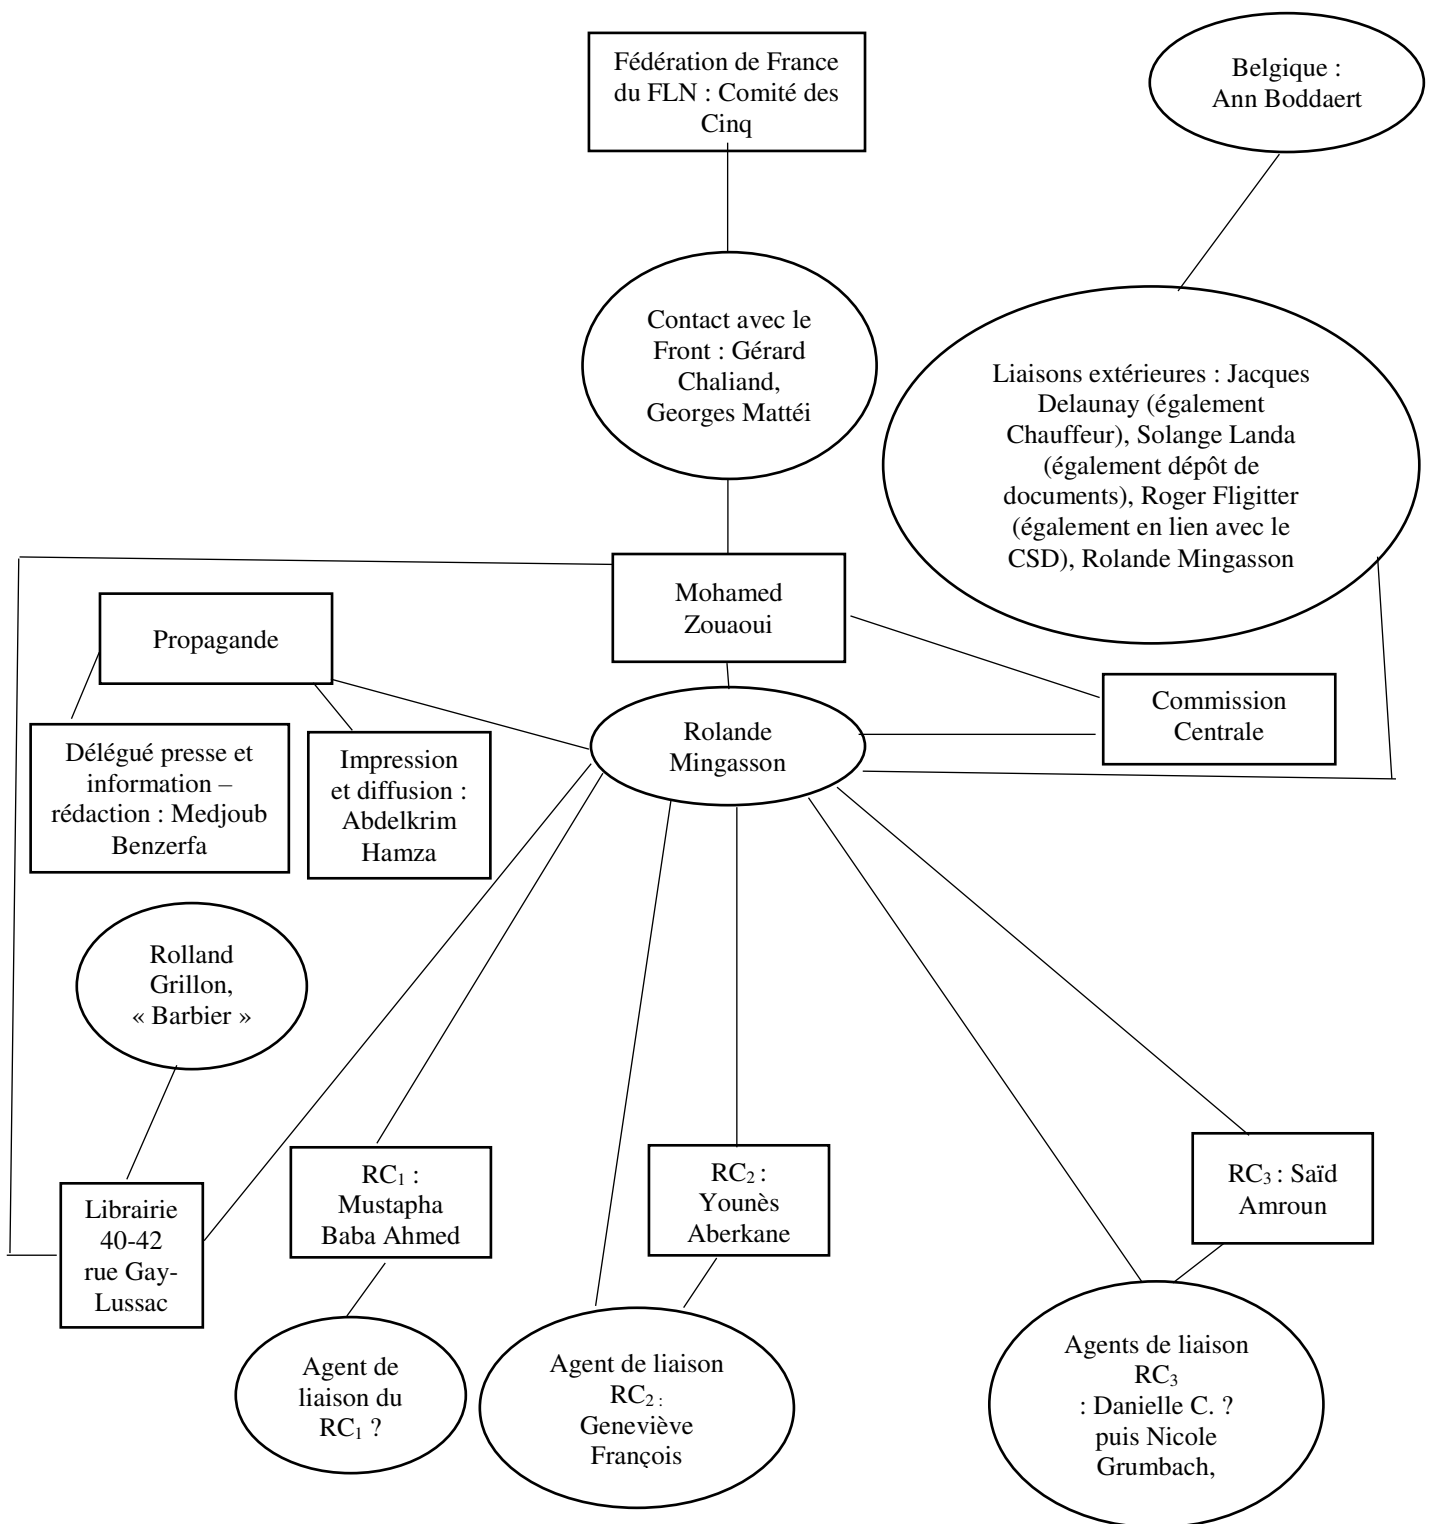 Fédération de France
du FLN : Comité des
Cinq
Belgique :
Ann Boddaert
Contact avec le
Front : Gérard
Chaliand,
Georges Mattéi
Liaisons extérieures : Jacques
Delaunay (également
Chauffeur), Solange Landa
(également dépôt de
documents), Roger Fligitter
(également en lien avec le
CSD), Rolande Mingasson
Mohamed
Zouaoui
Propagande
Commission
Centrale
Rolande
Mingasson
Délégué presse et
information –
rédaction : Medjoub
Benzerfa
Impression
et diffusion :
Abdelkrim
Hamza
Rolland
Grillon,
« Barbier »
Librairie
40-42
rue Gay-
Lussac
RC₁ :
Mustapha
Baba Ahmed
RC₂ :
Younès
Aberkane
RC₃ : Saïd
Amroun
Agent de
liaison du
RC₁ ?
Agent de liaison
RC₂ :
Geneviève
François
Agents de liaison
RC₃
: Danielle C. ?
puis Nicole
Grumbach,